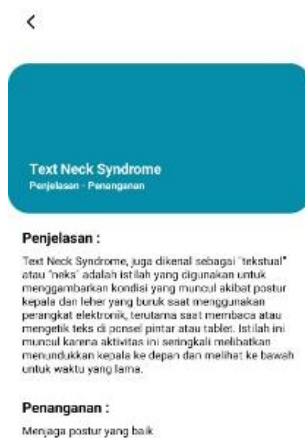 Text Neck Syndrome
Penjelasan - Penanganan
Penjelasan :
Text Neck Syndrome, juga dikenal sebagai "tekstual"
atau "neks" adalah istilah yang digunakan untuk
menggambarkan kondisi yang muncul akibat postur
kepala dan leher yang buruk saat menggunakan
perangkat elektronik, terutama saat membaca atau
mengetik teks di ponsel pintar atau tablet. Istilah ini
muncul karena aktivitas ini seringkali melibatkan
menundukkan kepala ke depan dan melihat ke bawah
untuk waktu yang lama.
Penanganan :
Menjaga postur yang baik